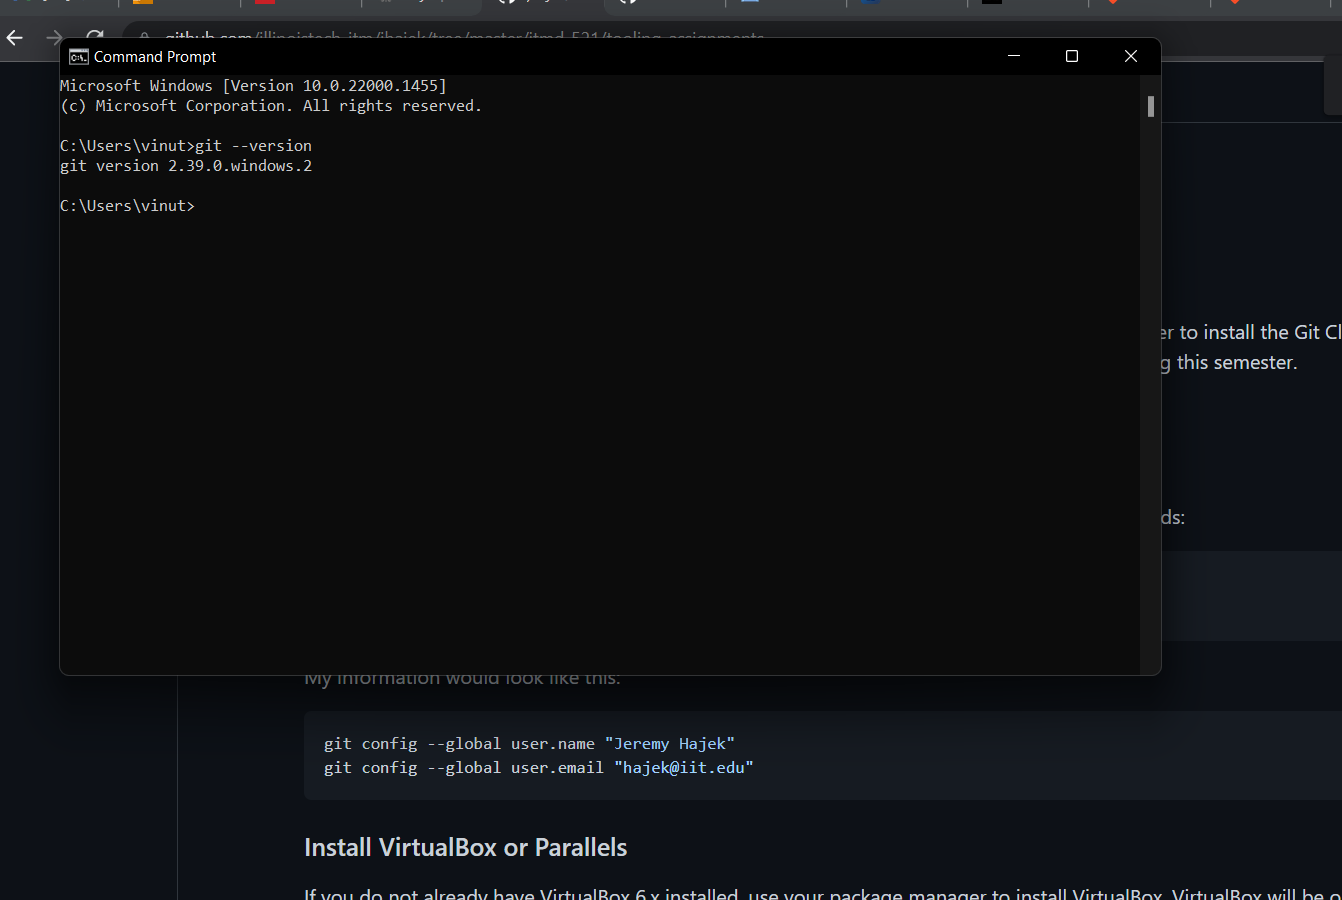 github.com/illinoistech-itm/jhajek/tree/master/itmd-521/tooling-assignments
Command Prompt
Microsoft Windows [Version 10.0.22000.1455]
(c) Microsoft Corporation. All rights reserved.
C:\Users\vinut>git --version
git version 2.39.0.windows.2
C:\Users\vinut>
er to install the Git Cl
g this semester.
ds:
My information would look like this:
git config --global user.name "Jeremy Hajek"
git config --global user.email "hajek@iit.edu"
Install VirtualBox or Parallels
If you do not already have VirtualBox 6.x installed, use your package manager to install VirtualBox. VirtualBox will be o